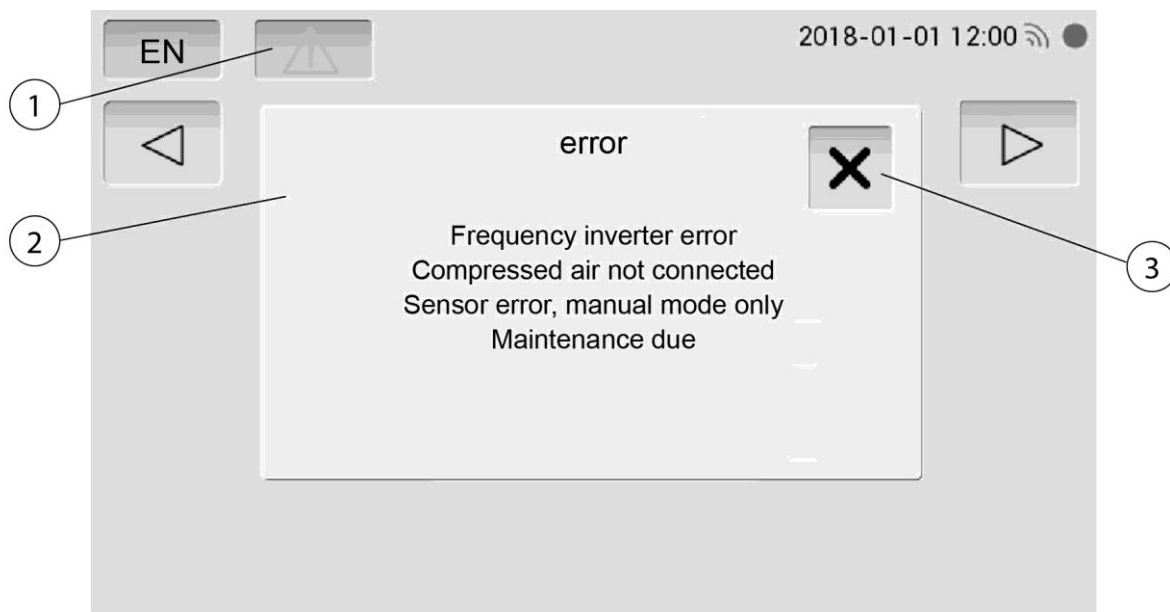 EN
2018-01-01 12:00
1
error
2
Frequency inverter error
Compressed air not connected
3
Sensor error, manual mode only
Maintenance due